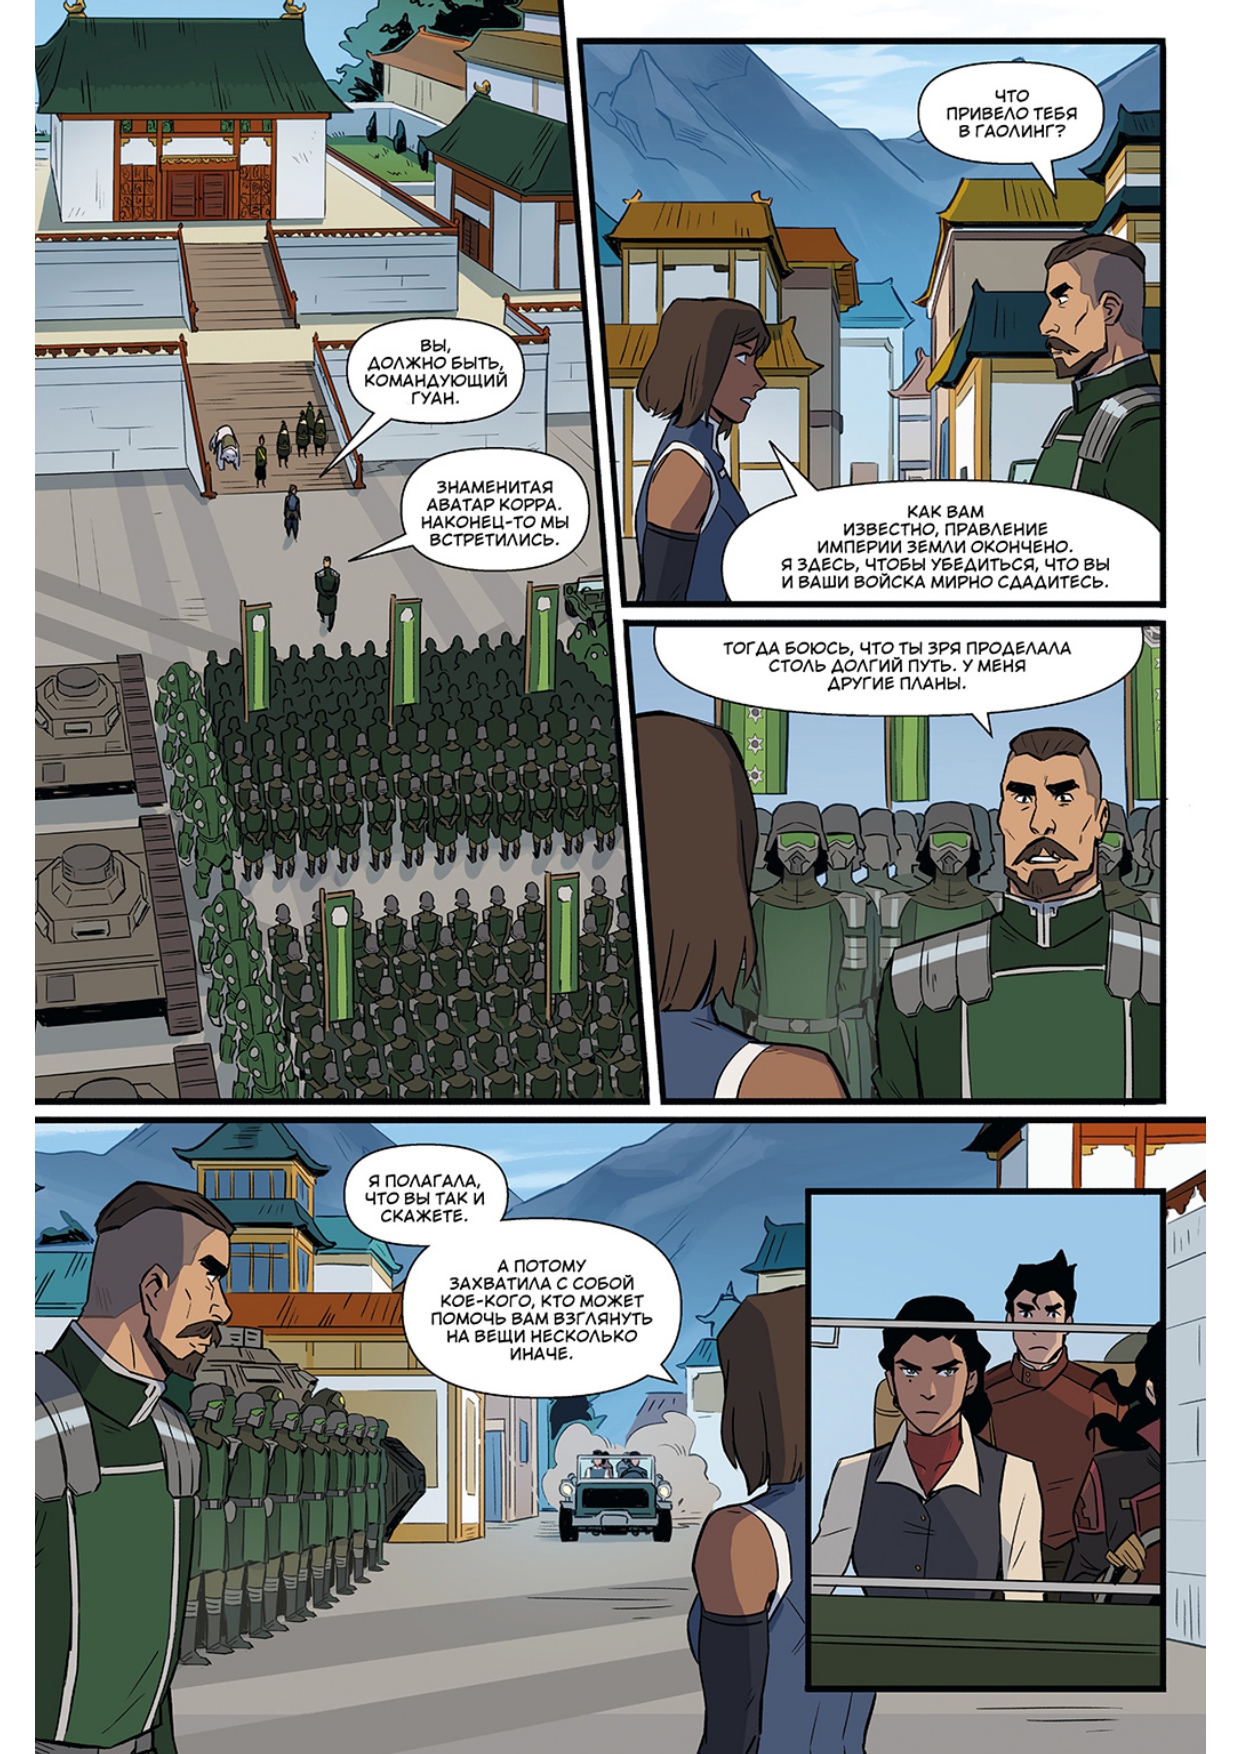 ВЫ,
ДОЛЖНО БЫТЬ,
КОМАНДУЮЩИЙ
ГУАН.
ЗНАМЕНИТАЯ
АВАТАР КОРРА.
НАКОНЕЦ-ТО МЫ
ВСТРЕТИЛИСЬ.
ЧТО
ПРИВЕЛО ТЕБЯ
В ГАОЛИНГ?
КАК ВАМ
ИЗВЕСТНО, ПРАВЛЕНИЕ
ИМПЕРИИ ЗЕМЛИ ОКОНЧЕНО.
Я ЗДЕСЬ, ЧТОБЫ УБЕДИТЬСЯ, ЧТО ВЫ
И ВАШИ ВОЙСКА МИРНО СДАДИТЕСЬ.
ТОГДА БОЮСЬ, ЧТО ТЫ ЗРЯ ПРОДЕЛАЛА
СТОЛЬ ДОЛГИЙ ПУТЬ. У МЕНЯ
ДРУГИЕ ПЛАНЫ.
Я ПОЛАГАЛА,
ЧТО ВЫ ТАК И
СКАЖЕТЕ.
А ПОТОМУ
ЗАХВАТИЛА С СОБОЙ
КОЕ-КОГО, КТО МОЖЕТ
ПОМОЧЬ ВАМ ВЗГЛЯНУТЬ
НА ВЕЩИ НЕСКОЛЬКО
ИНАЧЕ.